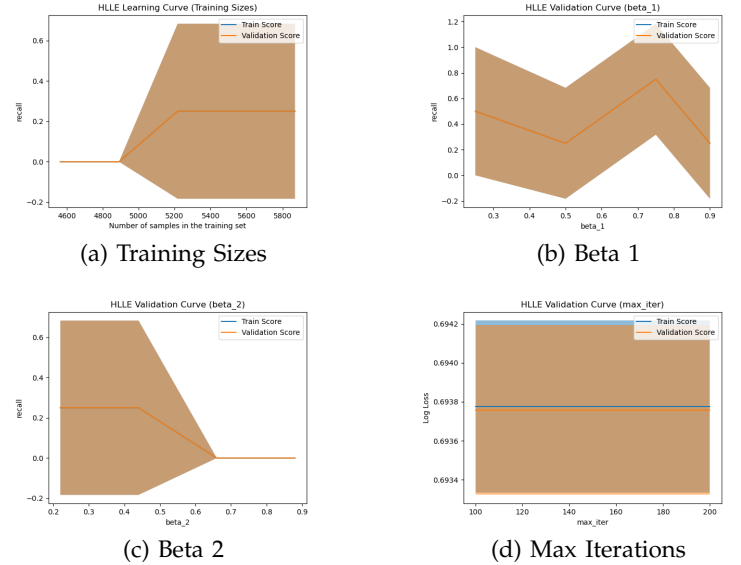 HLLE Learning Curve (Training Sizes)
Train Score
Validation Score
0.6
0.4
0.2
0.0
−0.2
recall
4600 4800 5000 5200 5400 5600 5800
Number of samples in the training set
(a) Training Sizes
HLLE Validation Curve (beta_1)
Train Score
Validation Score
1.2
1.0
0.8
0.6
0.4
0.2
0.0
−0.2
recall
0.3 0.4 0.5 0.6 0.7 0.8 0.9
beta_1
(b) Beta 1
HLLE Validation Curve (beta_2)
Train Score
Validation Score
0.6
0.4
0.2
0.0
−0.2
recall
0.2 0.3 0.4 0.5 0.6 0.7 0.8 0.9
beta_2
(c) Beta 2
HLLE Validation Curve (max_iter)
Train Score
Validation Score
0.6942
0.6940
0.6938
0.6936
0.6934
Log Loss
100 120 140 160 180 200
max_iter
(d) Max Iterations